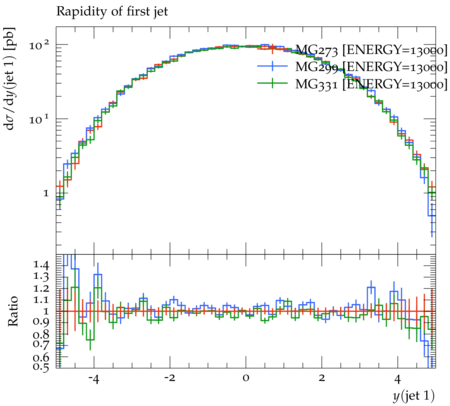 Rapidity of first jet
dσ/dy(jet 1) [pb]
10²
10¹
1
MG273 [ENERGY=13000]
MG299 [ENERGY=13000]
MG331 [ENERGY=13000]
Ratio
1.4
1.3
1.2
1.1
1
0.9
0.8
0.7
0.6
0.5
-4 -2 0 2 4
y(jet 1)